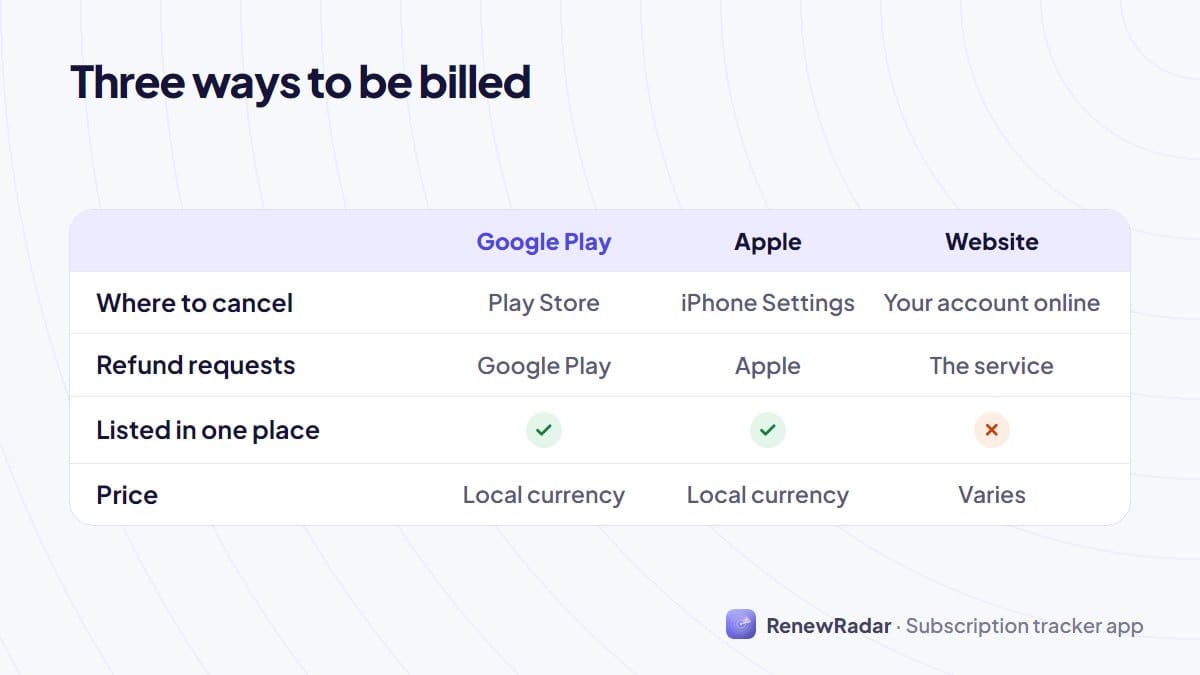 Three ways to be billed
Google Play Apple Website
Where to cancel Play Store iPhone Settings Your account online
Refund requests Google Play Apple The service
Listed in one place
Price Local currency Local currency Varies
RenewRadar · Subscription tracker app